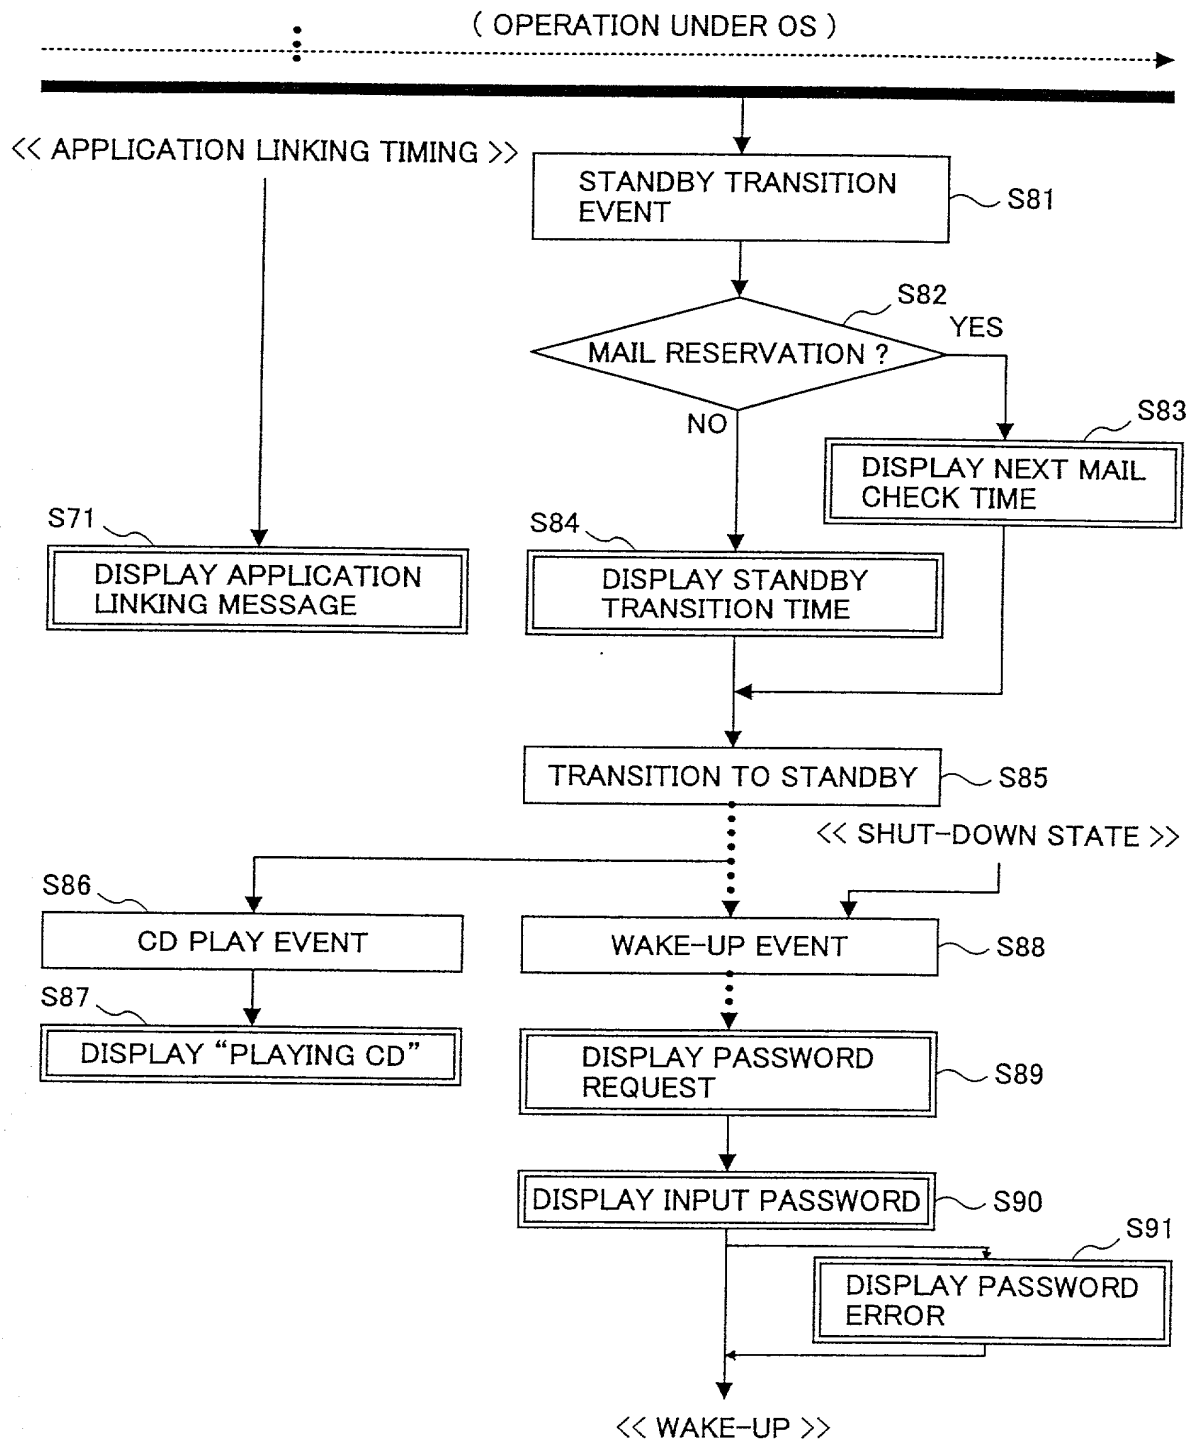 ( OPERATION UNDER OS )
<< APPLICATION LINKING TIMING >>
STANDBY TRANSITION
EVENT
S81
S82
YES
MAIL RESERVATION ?
NO
S83
DISPLAY NEXT MAIL
CHECK TIME
S71
DISPLAY APPLICATION
LINKING MESSAGE
S84
DISPLAY STANDBY
TRANSITION TIME
TRANSITION TO STANDBY
S85
<< SHUT-DOWN STATE >>
S86
CD PLAY EVENT
WAKE-UP EVENT
S88
S87
DISPLAY “PLAYING CD”
DISPLAY PASSWORD
REQUEST
S89
DISPLAY INPUT PASSWORD
S90
S91
DISPLAY PASSWORD
ERROR
<< WAKE-UP >>